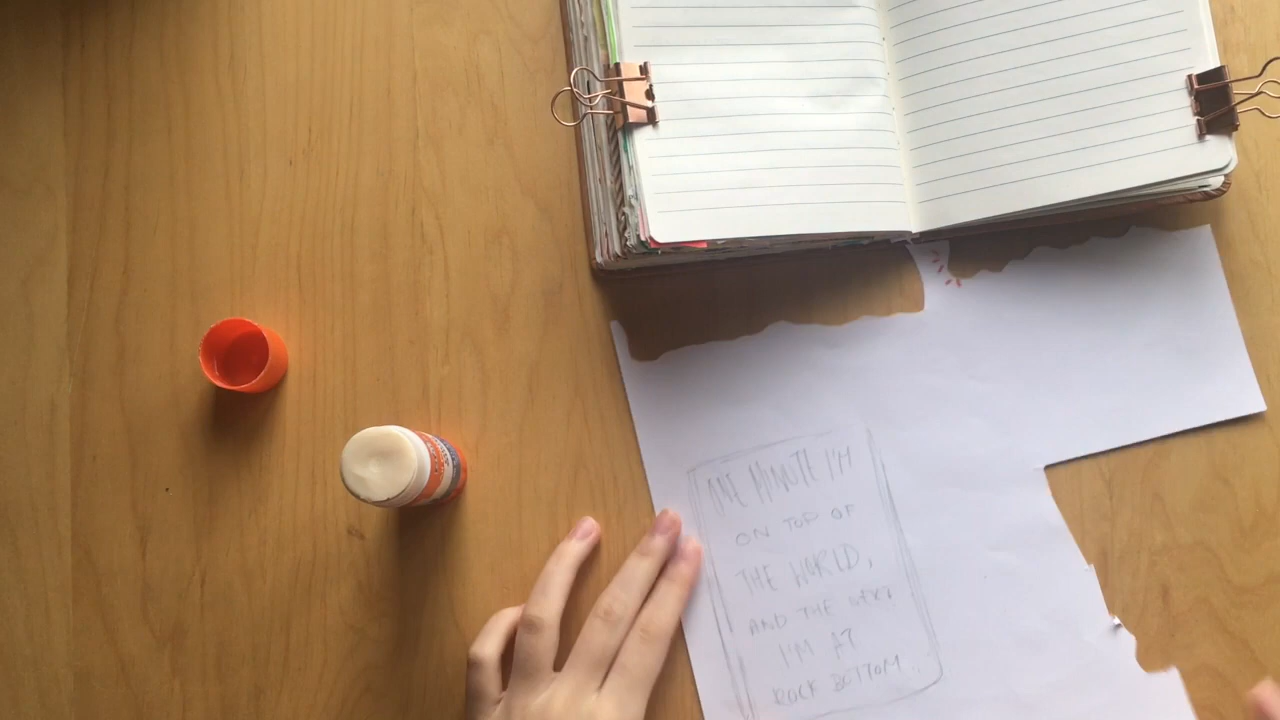 ONE MINUTE I'M
ON TOP OF
THE WORLD,
AND THE NEXT
I'M AT
ROCK BOTTOM.